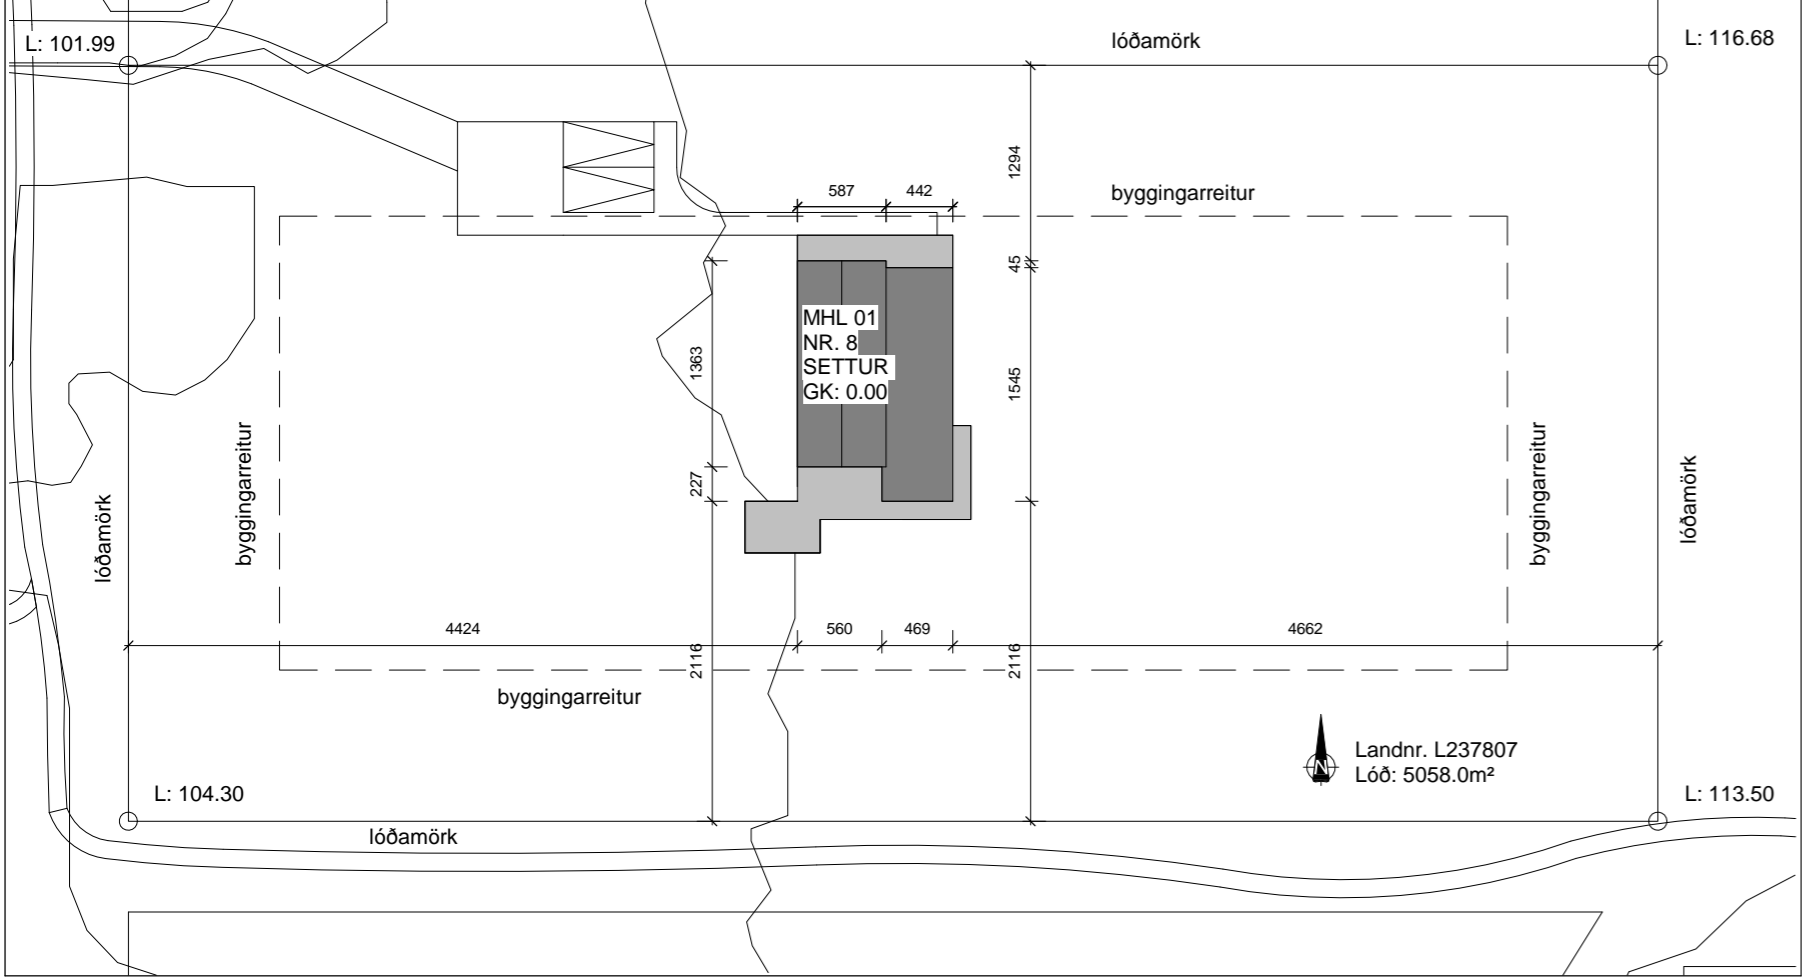 L: 101.99
lóðamörk
L: 116.68
1294
587
442
byggingarreitur
45
MHL 01
NR. 8
SETTUR
GK: 0.00
1363
1545
227
byggingarreitur
byggingarreitur
lóðamörk
lóðamörk
4424
560
469
4662
2116
2116
byggingarreitur
N
Landnr. L237807
Lóð: 5058.0m²
L: 104.30
L: 113.50
lóðamörk